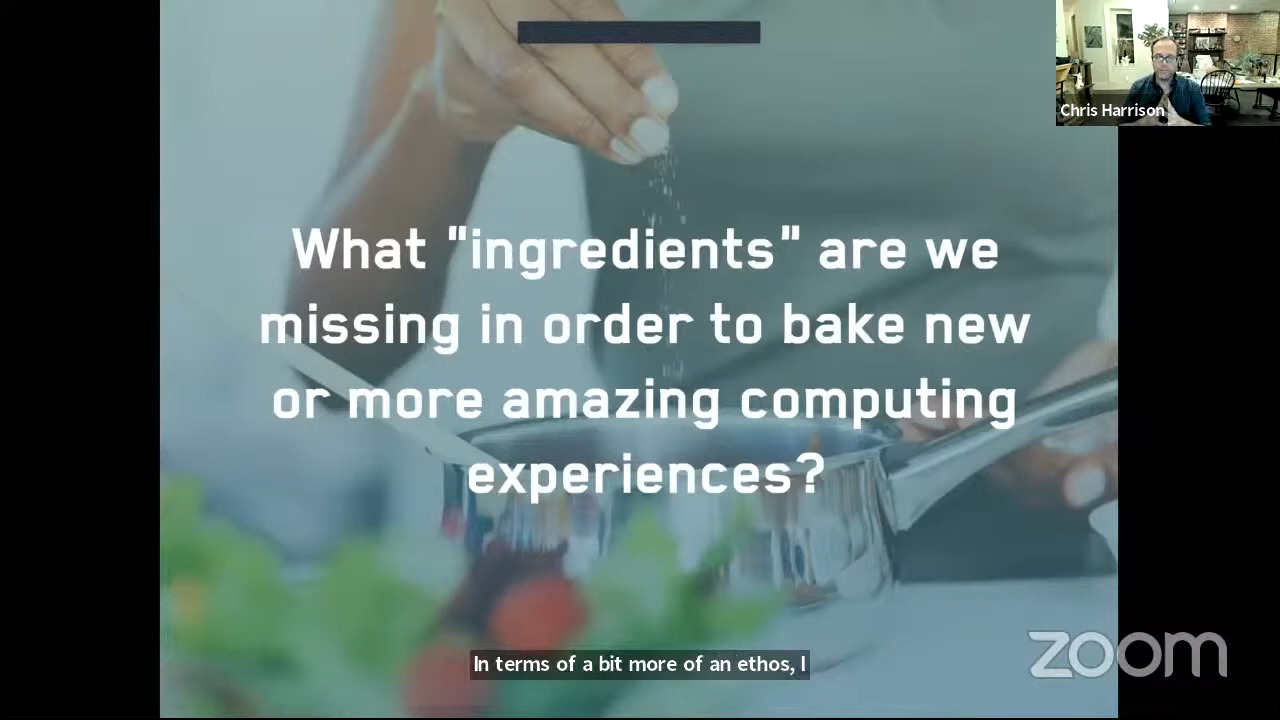 Chris Harrison
What "ingredients" are we
missing in order to bake new
or more amazing computing
experiences?
In terms of a bit more of an ethos, I
zoom